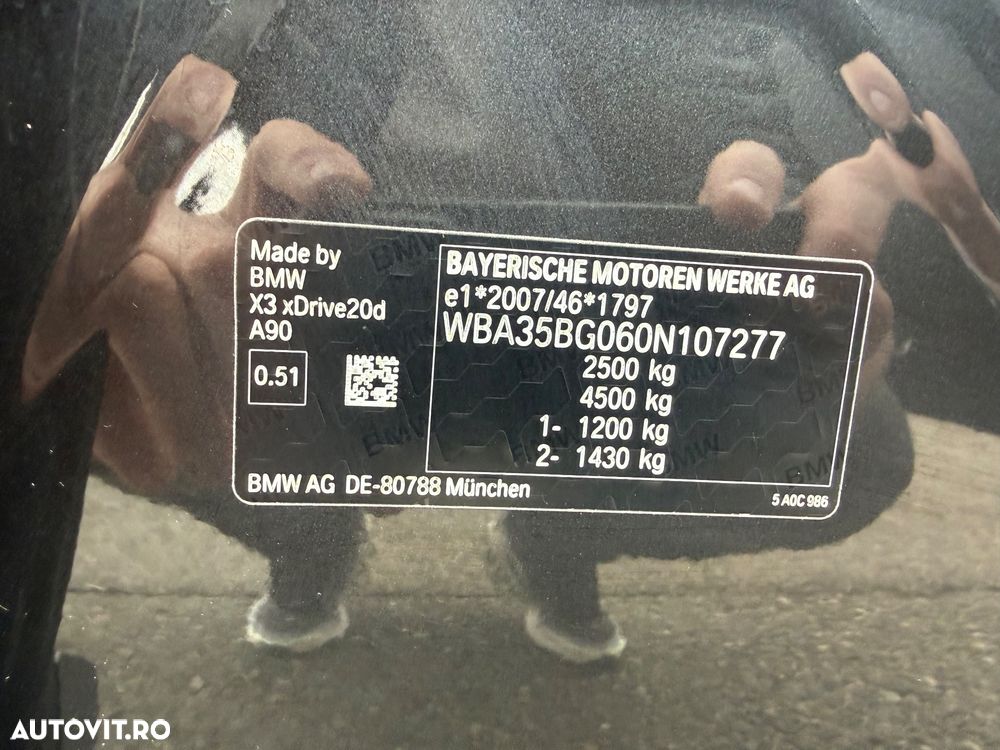 Made by
BMW
X3 xDrive20d
A90
0.51
BAYERISCHE MOTOREN WERKE AG
e1*2007/46*1797
WBA35BG060N107277
2500 kg
4500 kg
1- 1200 kg
2- 1430 kg
BMW AG DE-80788 München
5 A0C 986
AUTOVIT.RO